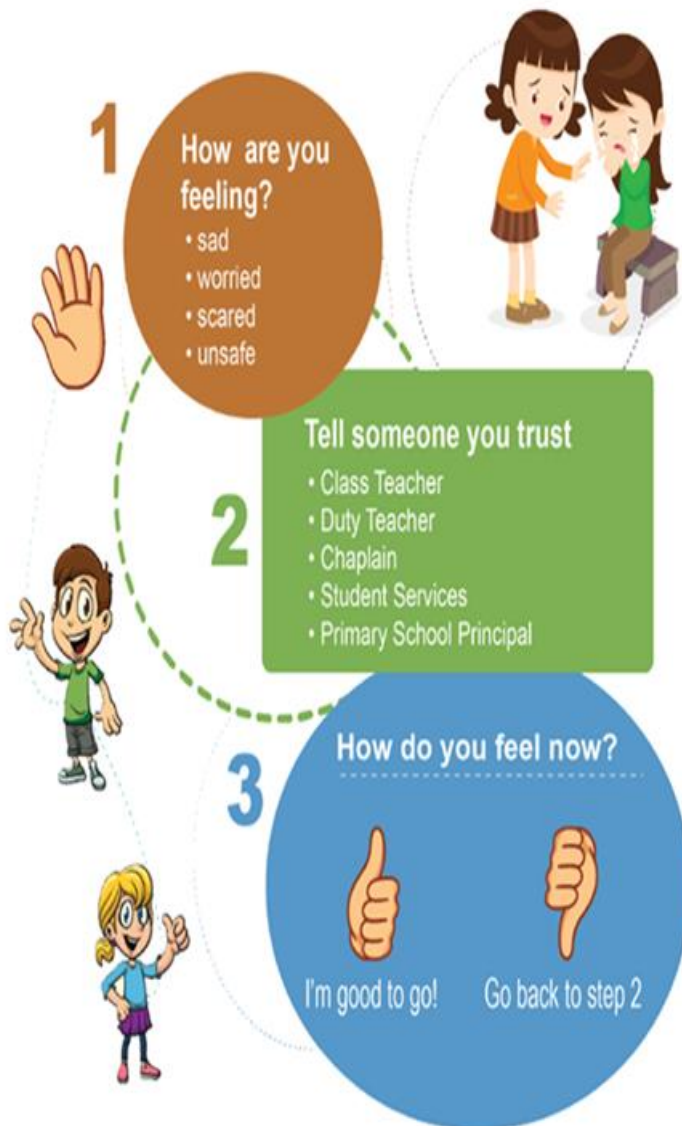 1
How are you
feeling?
• sad
• worried
• scared
• unsafe
2
Tell someone you trust
• Class Teacher
• Duty Teacher
• Chaplain
• Student Services
• Primary School Principal
3
How do you feel now?
I'm good to go!
Go back to step 2